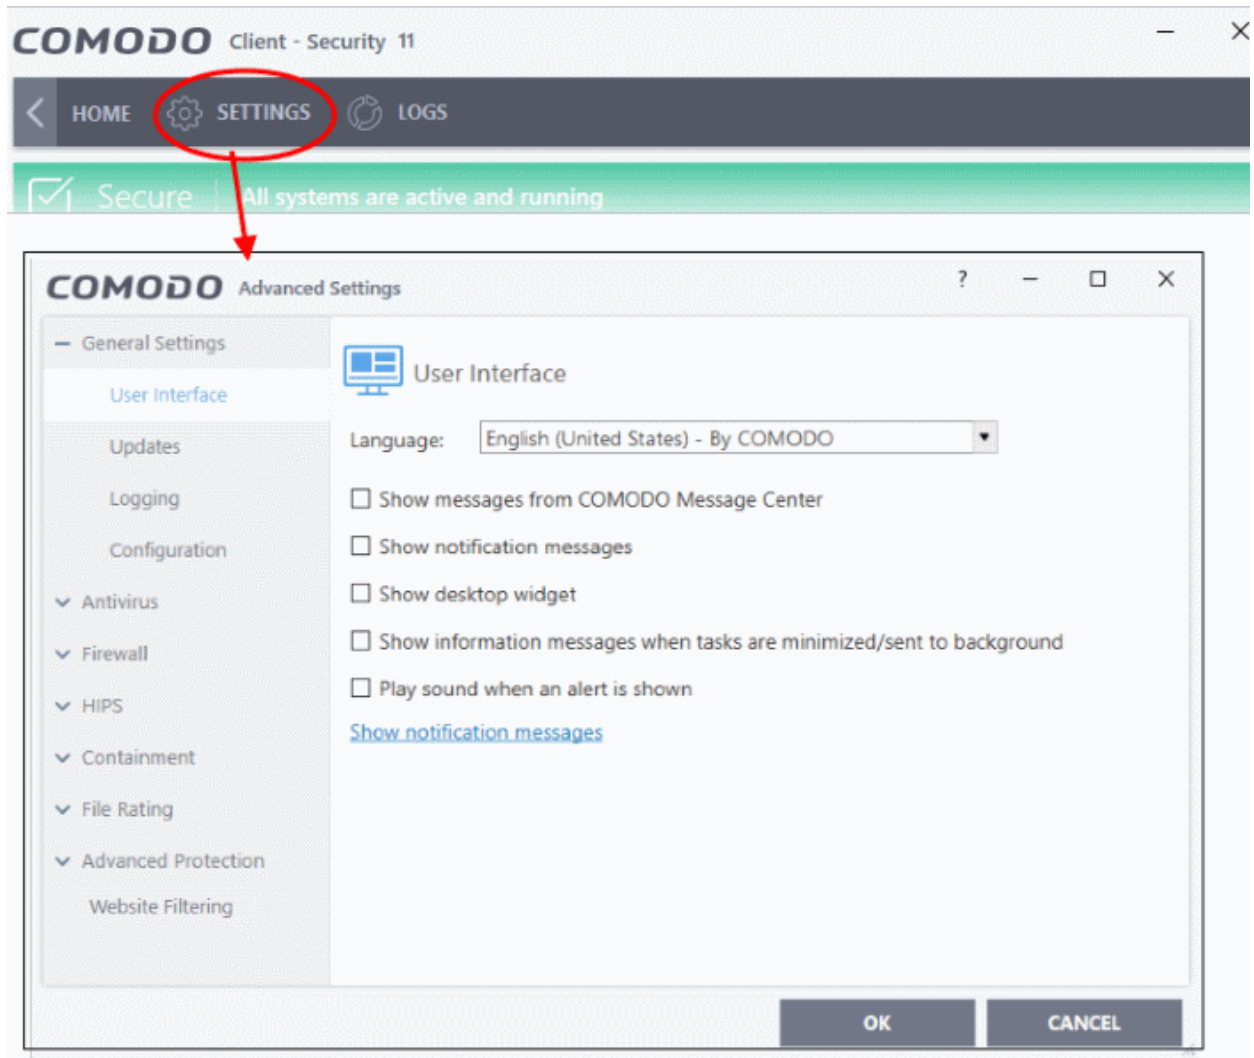 COMODO Client - Security 11
HOME SETTINGS LOGS
Secure All systems are active and running
COMODO Advanced Settings ?
General Settings
User Interface
Updates
Logging
Configuration
Antivirus
Firewall
HIPS
Containment
File Rating
Advanced Protection
Website Filtering
User Interface
Language: English (United States) - By COMODO
Show messages from COMODO Message Center
Show notification messages
Show desktop widget
Show information messages when tasks are minimized/sent to background
Play sound when an alert is shown
Show notification messages
OK CANCEL